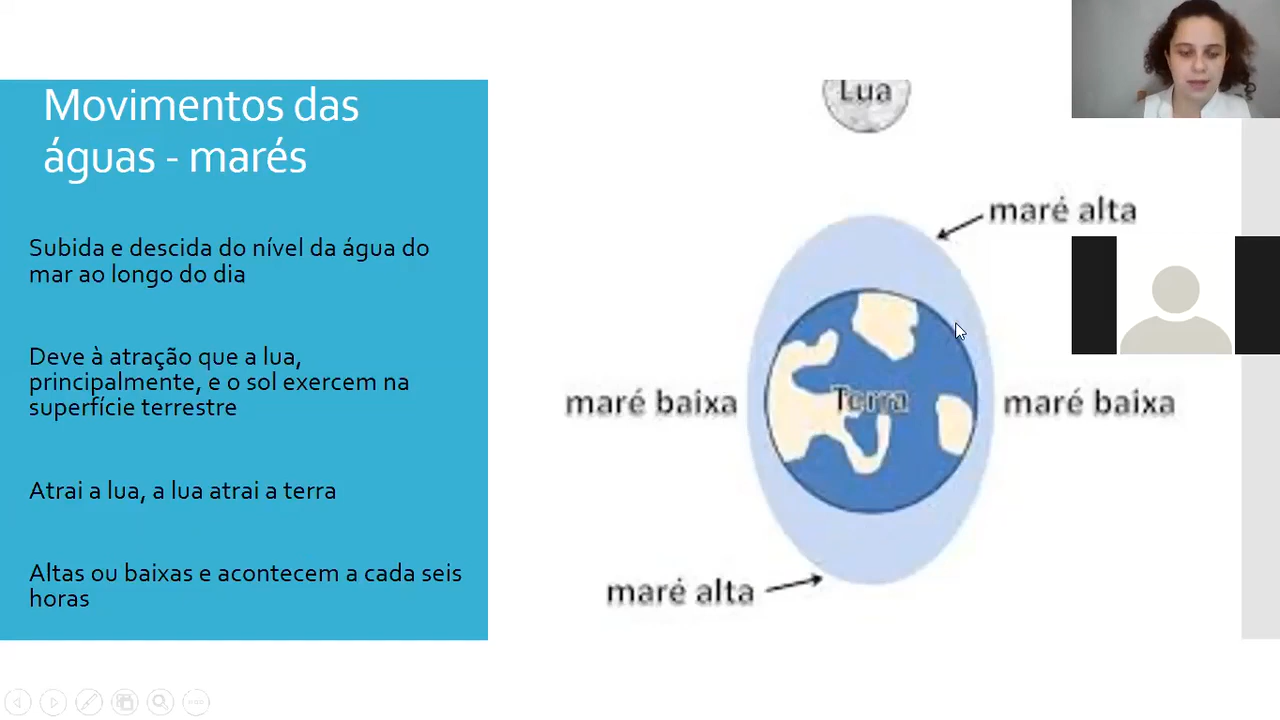 Movimentos das
águas - marés
Subida e descida do nível da água do
mar ao longo do dia
Deve à atração que a lua,
principalmente, e o sol exercem na
superfície terrestre
Atrai a lua, a lua atrai a terra
Altas ou baixas e acontecem a cada seis
horas
Lua
maré alta
maré baixa
Terra
maré baixa
maré alta